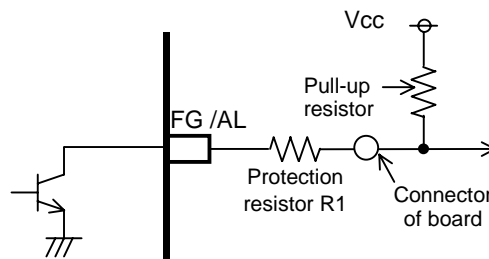 Vcc
Pull-up
resistor
FG /AL
Protection
resistor R1
Connector
of board